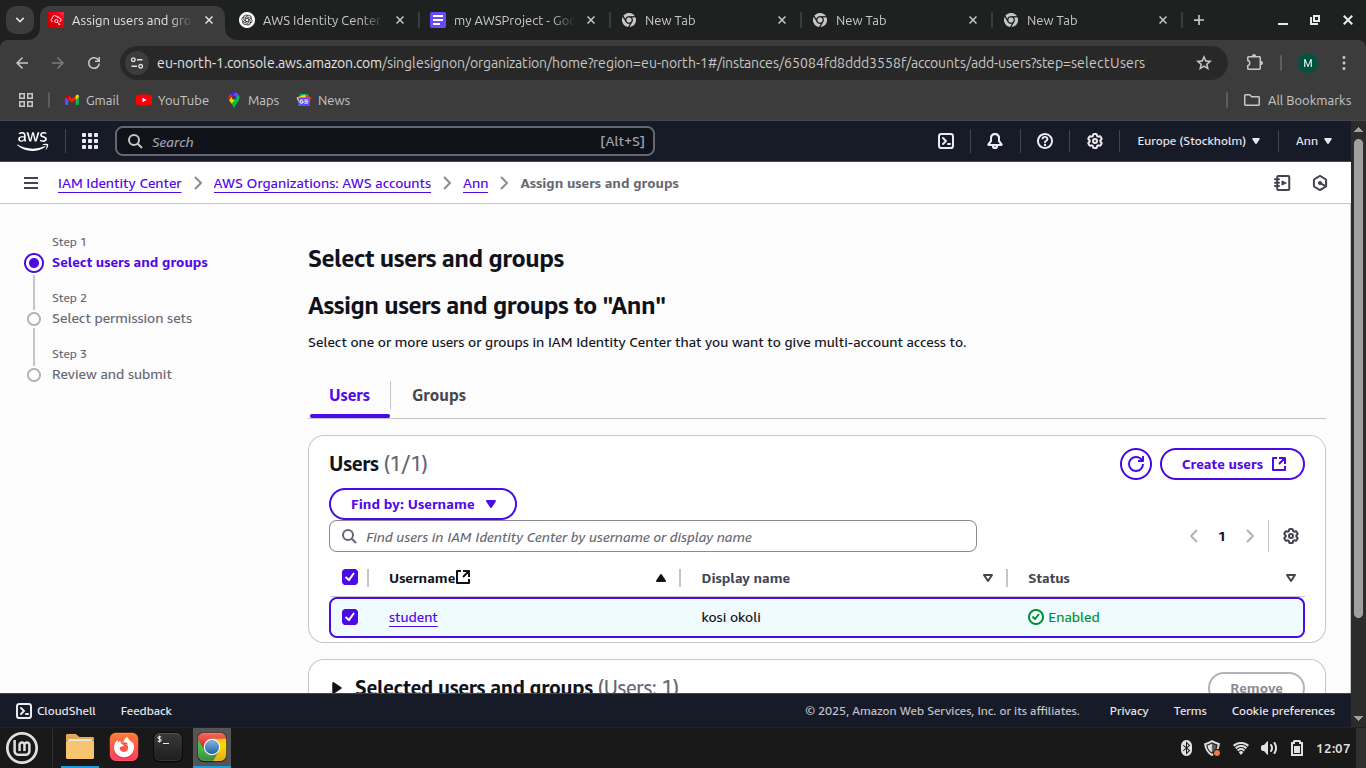 Assign users and gro
AWS Identity Center
my AWSProject - Goo
New Tab
New Tab
New Tab
eu-north-1.console.aws.amazon.com/singlesignon/organization/home?region=eu-north-1#/instances/65084fd8ddd3558f/accounts/add-users?step=selectUsers
M
Gmail
YouTube
Maps
News
All Bookmarks
aws
Search
[Alt+S]
Europe (Stockholm)
Ann
IAM Identity Center
AWS Organizations: AWS accounts
Ann
Assign users and groups
Step 1
Select users and groups
Step 2
Select permission sets
Step 3
Review and submit
Select users and groups
Assign users and groups to "Ann"
Select one or more users or groups in IAM Identity Center that you want to give multi-account access to.
Users
Groups
Users (1/1)
Create users
Find by: Username
Find users in IAM Identity Center by username or display name
1
Username
Display name
Status
student
kosi okoli
Enabled
Selected users and groups (Users: 1)
Remove
CloudShell
Feedback
© 2025, Amazon Web Services, Inc. or its affiliates.
Privacy
Terms
Cookie preferences
12:07